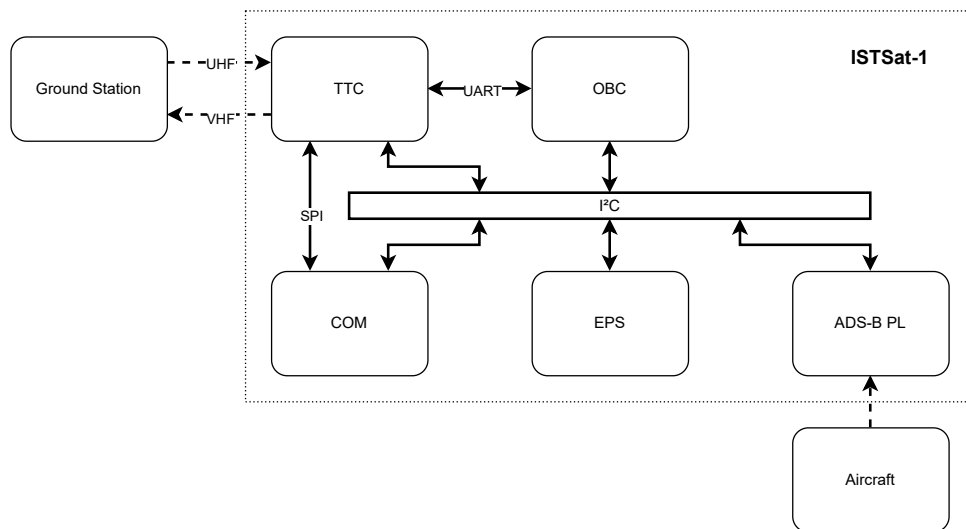 ISTSat-1
Ground Station
UHF
VHF
TTC
UART
OBC
SPI
I²C
COM
EPS
ADS-B PL
Aircraft